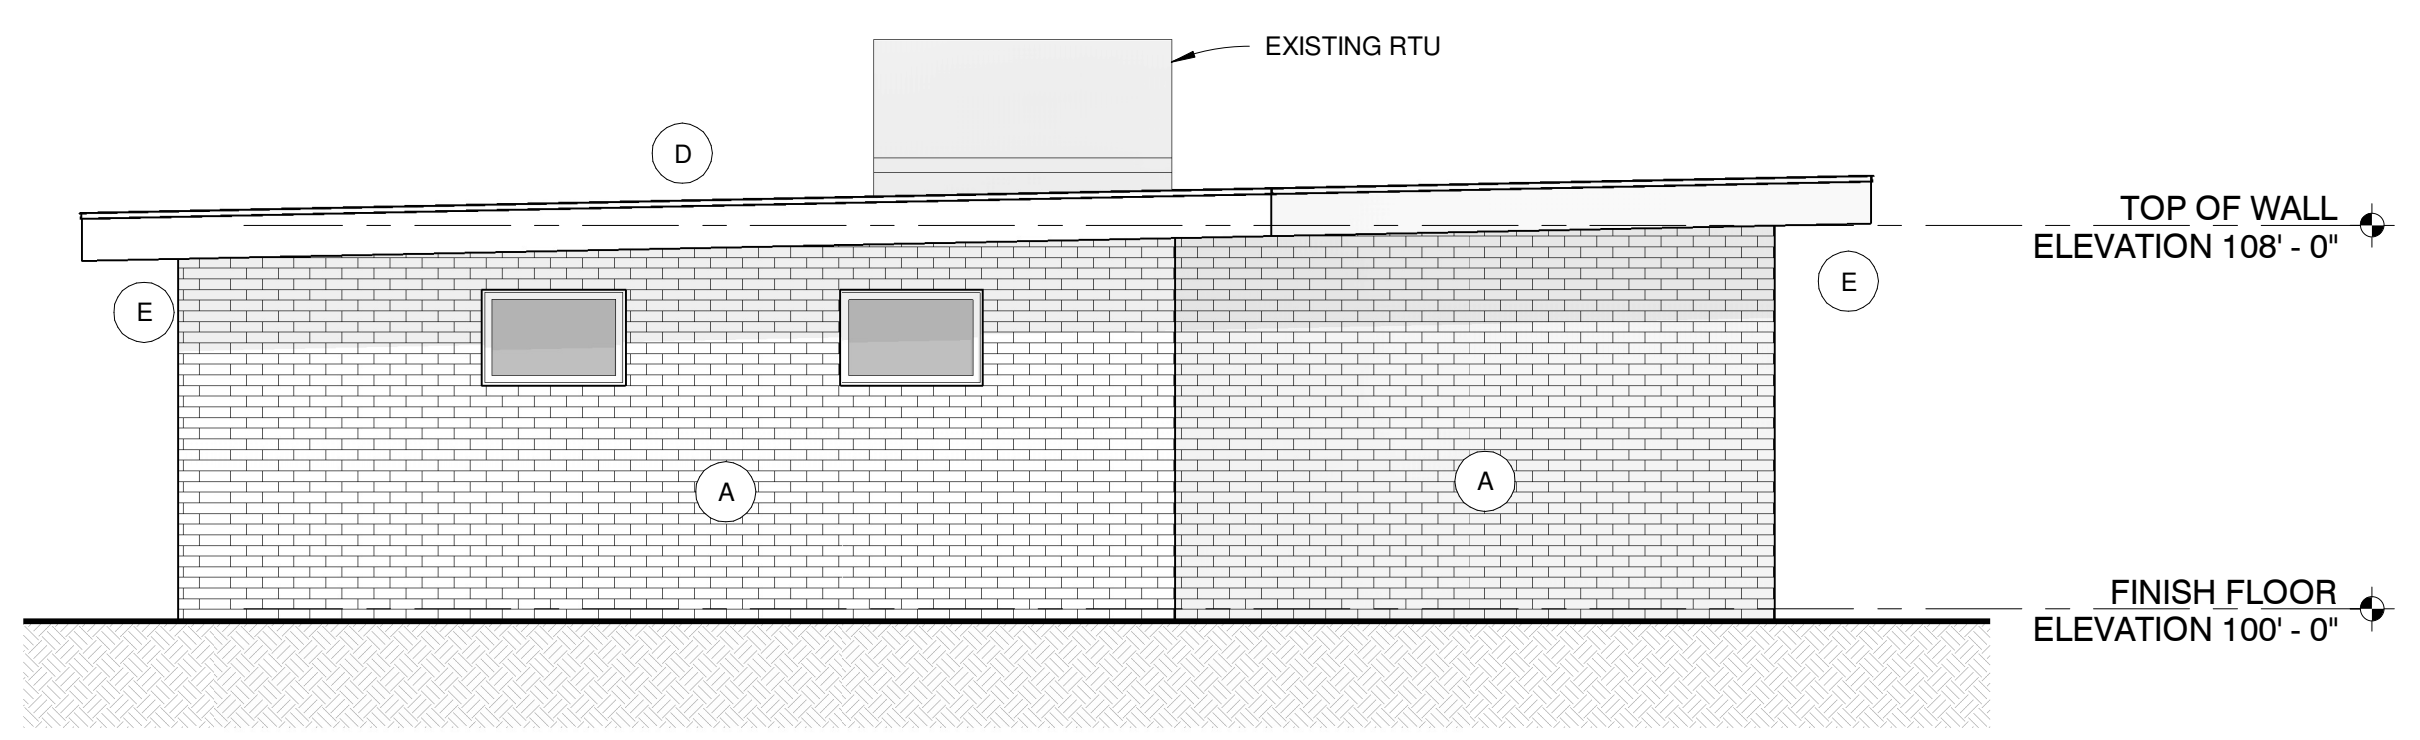 EXISTING RTU
D
TOP OF WALL
ELEVATION 108' - 0"
E
E
A
A
FINISH FLOOR
ELEVATION 100' - 0"